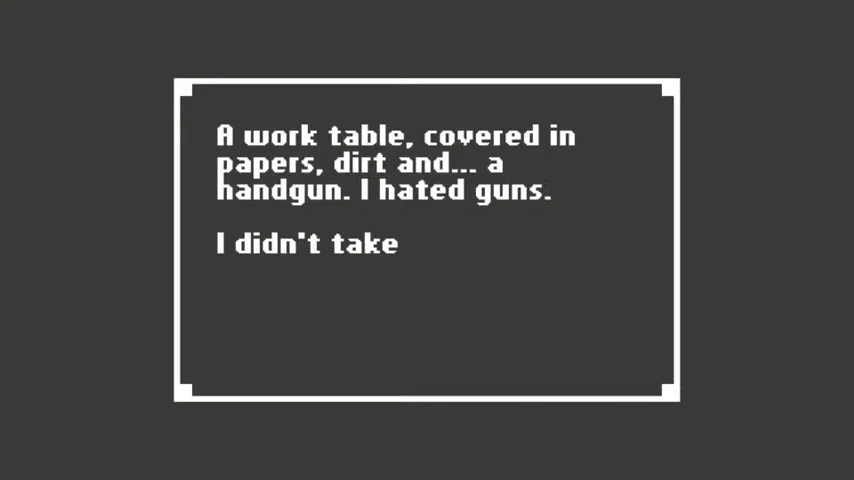 A work table, covered in
papers, dirt and... a
handgun. I hated guns.
I didn't take